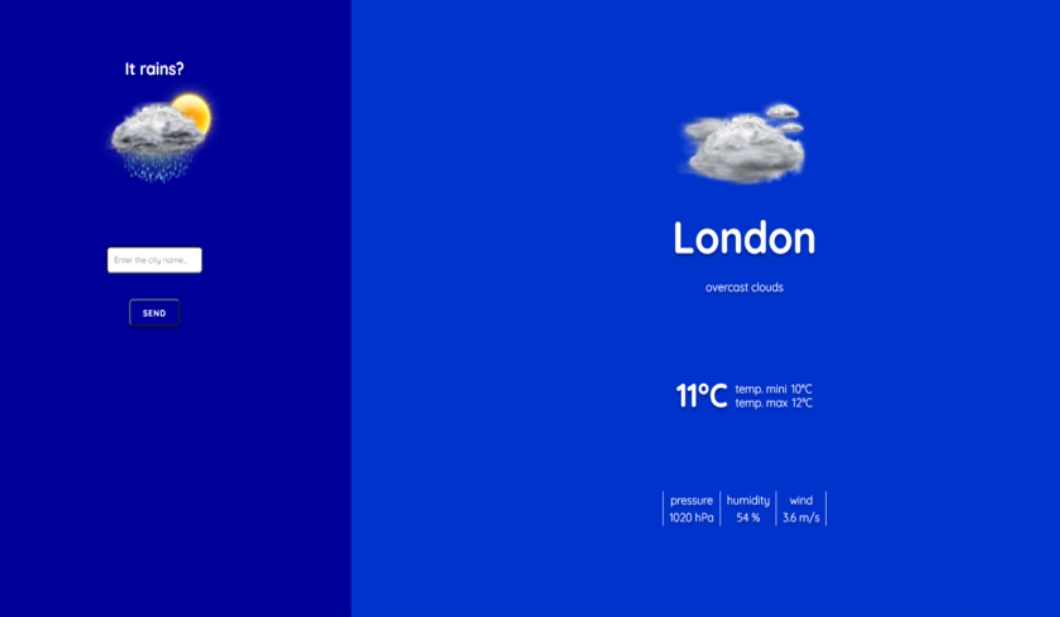 It rains?
Enter the city name..
SEND
London
overcast clouds
11°C
temp. mini 10°C
temp. max 12°C
pressure humidity wind
1020 hPa 54 % 3.6 m/s